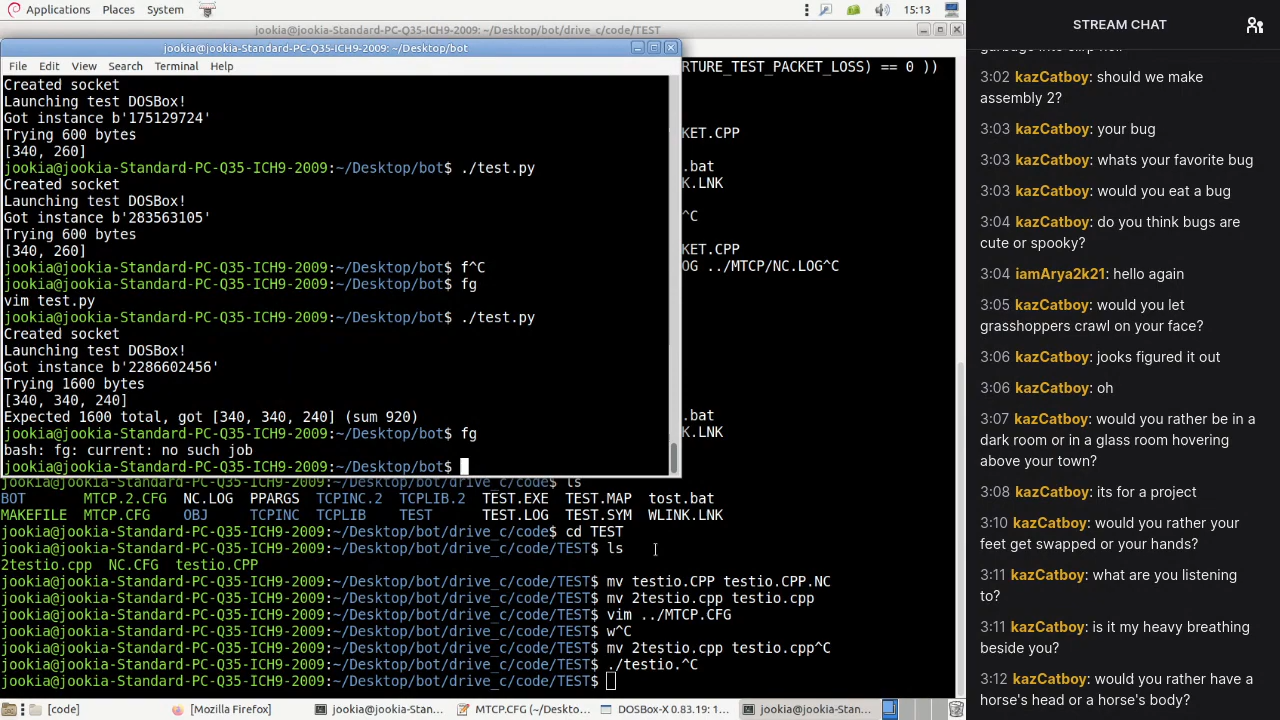 Applications Places System 15:13
jookia@jookia-Standard-PC-Q35-ICH9-2009: ~/Desktop/bot/drive_c/code/TEST
jookia@jookia-Standard-PC-Q35-ICH9-2009: ~/Desktop/bot
File Edit View Search Terminal Help
Created socket
Launching test DOSBox!
Got instance b'175129724'
Trying 600 bytes
[340, 260]
jookia@jookia-Standard-PC-Q35-ICH9-2009:~/Desktop/bot$ ./test.py
Created socket
Launching test DOSBox!
Got instance b'283563105'
Trying 600 bytes
[340, 260]
jookia@jookia-Standard-PC-Q35-ICH9-2009:~/Desktop/bot$ f^C
jookia@jookia-Standard-PC-Q35-ICH9-2009:~/Desktop/bot$ fg
vim test.py
jookia@jookia-Standard-PC-Q35-ICH9-2009:~/Desktop/bot$ ./test.py
Created socket
Launching test DOSBox!
Got instance b'2286602456'
Trying 1600 bytes
[340, 340, 240]
Expected 1600 total, got [340, 340, 240] (sum 920)
jookia@jookia-Standard-PC-Q35-ICH9-2009:~/Desktop/bot$ fg
bash: fg: current: no such job
jookia@jookia-Standard-PC-Q35-ICH9-2009:~/Desktop/bot$
RTURE_TEST_PACKET_LOSS) == 0 ))
KET.CPP
.bat
K.LNK
^C
KET.CPP
OG ../MTCP/NC.LOG^C
.bat
K.LNK
jookia@jookia-Standard-PC-Q35-ICH9-2009:~/Desktop/bot/drive_c/code$ ls
BOT MTCP.2.CFG NC.LOG PPARGS TCPINC.2 TCPLIB.2 TEST.EXE TEST.MAP tost.bat
MAKEFILE MTCP.CFG OBJ TCPINC TCPLIB TEST TEST.LOG TEST.SYM WLINK.LNK
jookia@jookia-Standard-PC-Q35-ICH9-2009:~/Desktop/bot/drive_c/code$ cd TEST
jookia@jookia-Standard-PC-Q35-ICH9-2009:~/Desktop/bot/drive_c/code/TEST$ ls
2testio.cpp NC.CFG testio.CPP
jookia@jookia-Standard-PC-Q35-ICH9-2009:~/Desktop/bot/drive_c/code/TEST$ mv testio.CPP testio.CPP.NC
jookia@jookia-Standard-PC-Q35-ICH9-2009:~/Desktop/bot/drive_c/code/TEST$ mv 2testio.cpp testio.cpp
jookia@jookia-Standard-PC-Q35-ICH9-2009:~/Desktop/bot/drive_c/code/TEST$ vim ../MTCP.CFG
jookia@jookia-Standard-PC-Q35-ICH9-2009:~/Desktop/bot/drive_c/code/TEST$ w^C
jookia@jookia-Standard-PC-Q35-ICH9-2009:~/Desktop/bot/drive_c/code/TEST$ mv 2testio.cpp testio.cpp^C
jookia@jookia-Standard-PC-Q35-ICH9-2009:~/Desktop/bot/drive_c/code/TEST$ ./testio.^C
jookia@jookia-Standard-PC-Q35-ICH9-2009:~/Desktop/bot/drive_c/code/TEST$
[code] [Mozilla Firefox] jookia@jookia-Stan... MTCP.CFG (~/Deskto... DOSBox-X 0.83.19: 1... jookia@jookia-Stan...
STREAM CHAT
3:02 kazCatboy: should we make
assembly 2?
3:03 kazCatboy: your bug
3:03 kazCatboy: whats your favorite bug
3:03 kazCatboy: would you eat a bug
3:04 kazCatboy: do you think bugs are
cute or spooky?
3:04 iamArya2k21: hello again
3:05 kazCatboy: would you let
grasshoppers crawl on your face?
3:06 kazCatboy: jooks figured it out
3:06 kazCatboy: oh
3:07 kazCatboy: would you rather be in a
dark room or in a glass room hovering
above your town?
3:08 kazCatboy: its for a project
3:10 kazCatboy: would you rather your
feet get swapped or your hands?
3:11 kazCatboy: what are you listening
to?
3:11 kazCatboy: is it my heavy breathing
beside you?
3:12 kazCatboy: would you rather have a
horse's head or a horse's body?